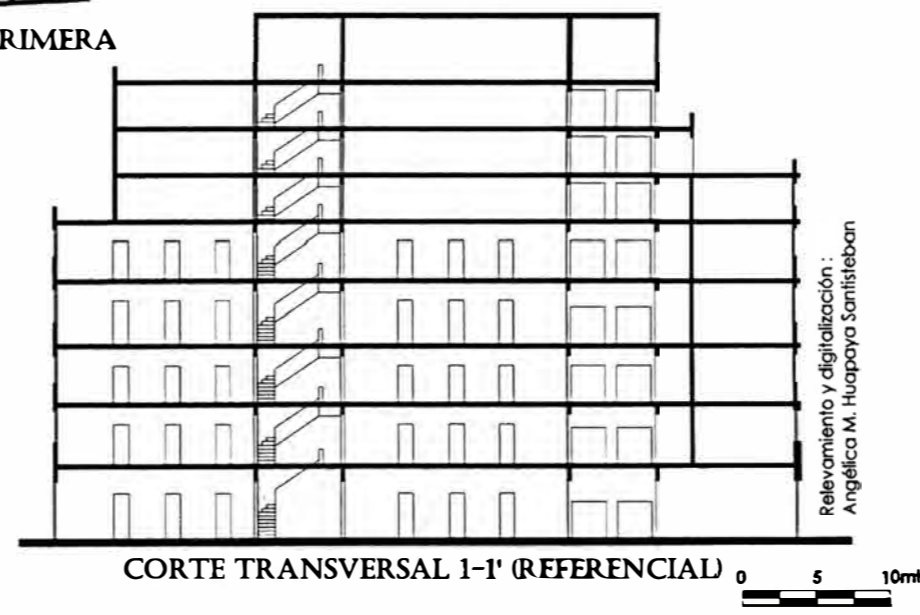 RIMERA
Relevamiento y digitalización :
Angélica M. Huapaya Santisteban
CORTE TRANSVERSAL 1-1' (REFERENCIAL)
0 5 10mt